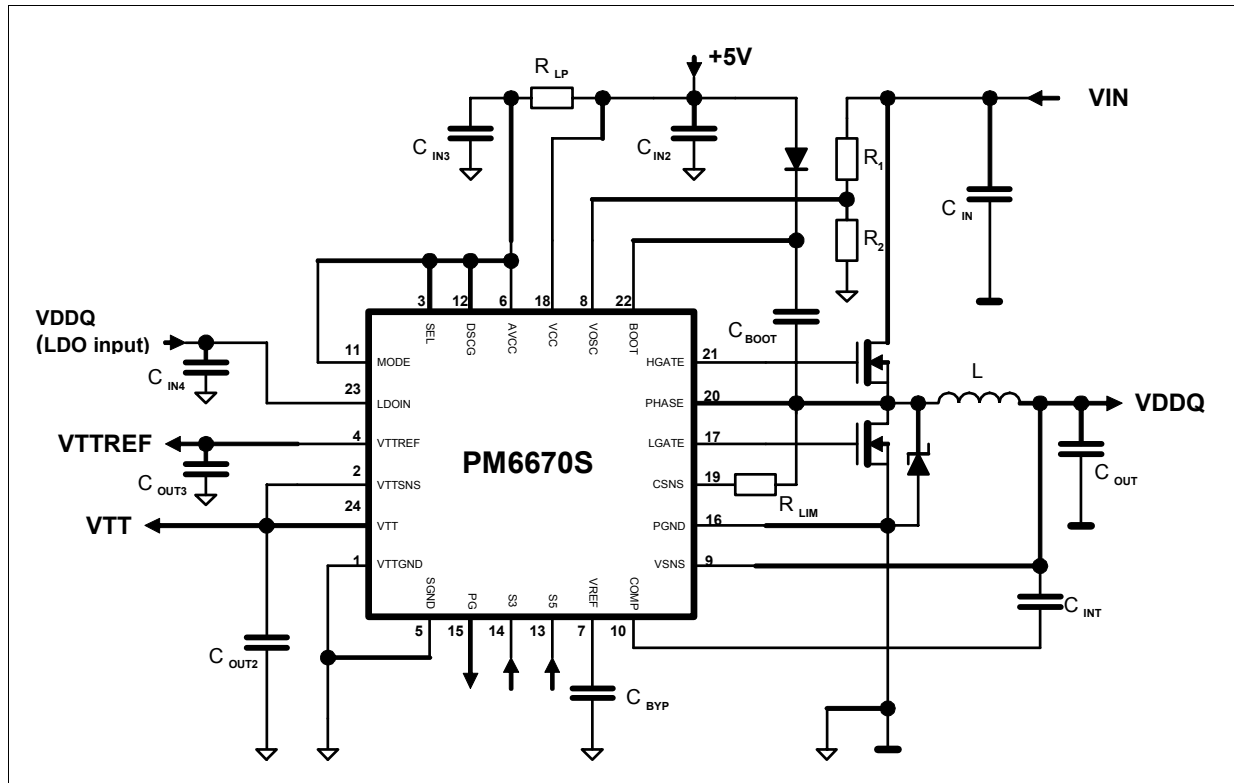 +5V
R LP
VIN
C IN3
C IN2
R1
C IN
R2
3 12 6 18 8 22
SEL DSCG AVCC VCC VOSC BOOT
VDDQ
(LDO input)
C IN4
C BOOT
11 MODE
HGATE 21
23 LDOIN
PHASE 20
L
VDDQ
VTTREF
4 VTTREF
LGATE 17
C OUT3
PM6670S
2 VTTSNS
CSNS 19
R LIM
C OUT
VTT
24 VTT
PGND 16
1 VTTGND
VSNS 9
SGND PG S3 S5 VREF COMP
5 15 14 13 7 10
C INT
C OUT2
C BYP